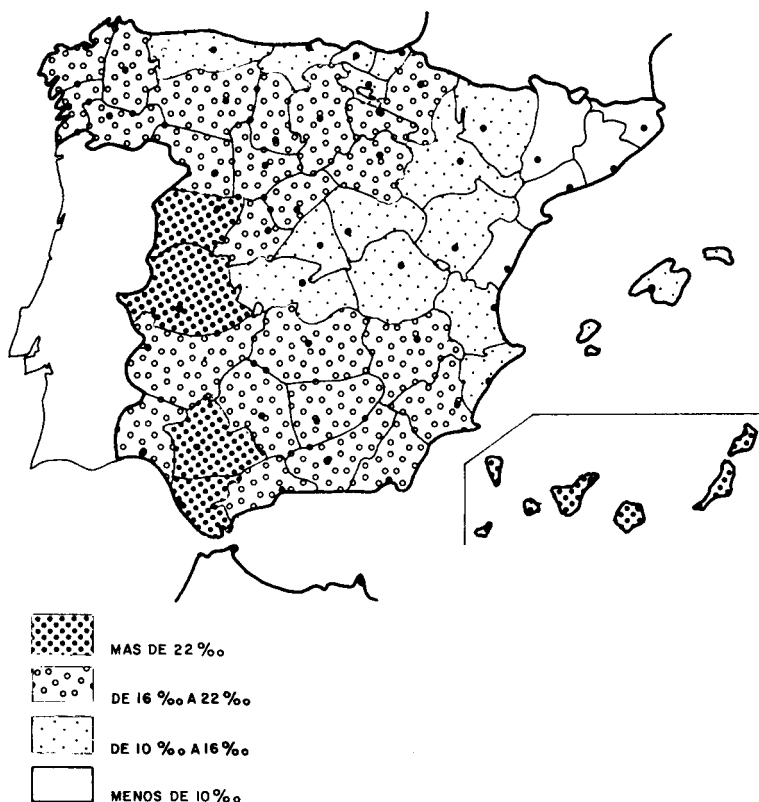 MAS DE 22 ‰
DE 16 ‰ A 22 ‰
DE 10 ‰ A 16 ‰
MENOS DE 10 ‰